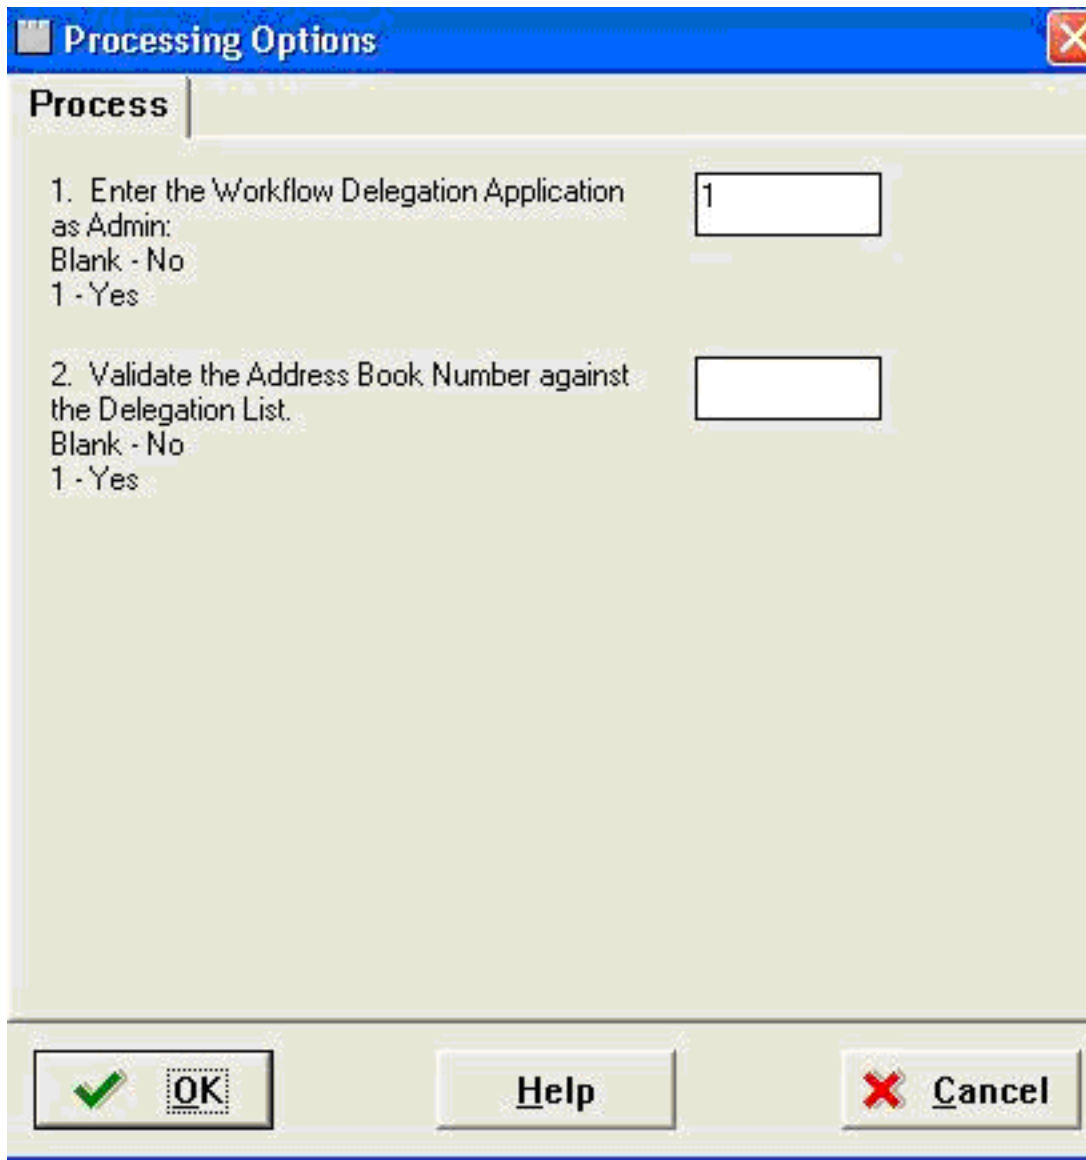 Processing Options
Process
1. Enter the Workflow Delegation Application
as Admin:
Blank - No
1 - Yes
1
2. Validate the Address Book Number against
the Delegation List.
Blank - No
1 - Yes
OK
Help
Cancel